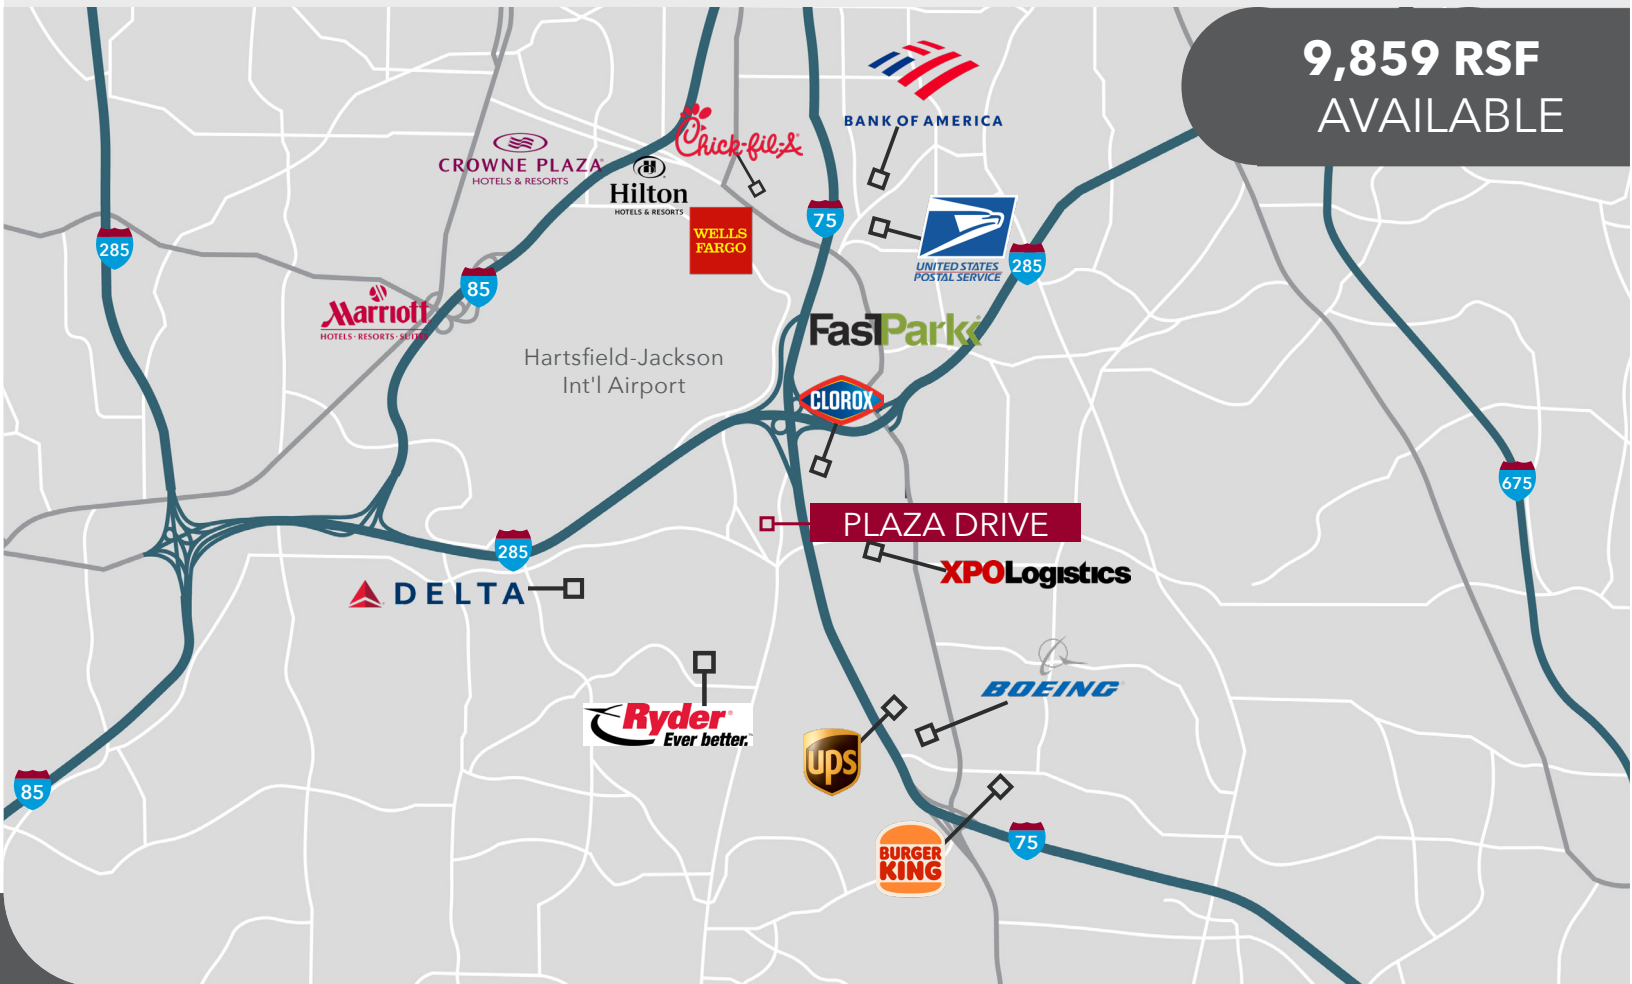 9,859 RSF
AVAILABLE
BANK OF AMERICA
Chick-fil-A
CROWNE PLAZA
HOTELS & RESORTS
Hilton
HOTELS & RESORTS
WELLS
FARGO
75
285
UNITED STATES
POSTAL SERVICE
285
85
Marriott
HOTELS · RESORTS · SUITES
FastPark
Hartsfield-Jackson
Int'l Airport
CLOROX
675
PLAZA DRIVE
285
XPOLogistics
DELTA
BOEING
Ryder
Ever better.
ups
85
75
BURGER
KING